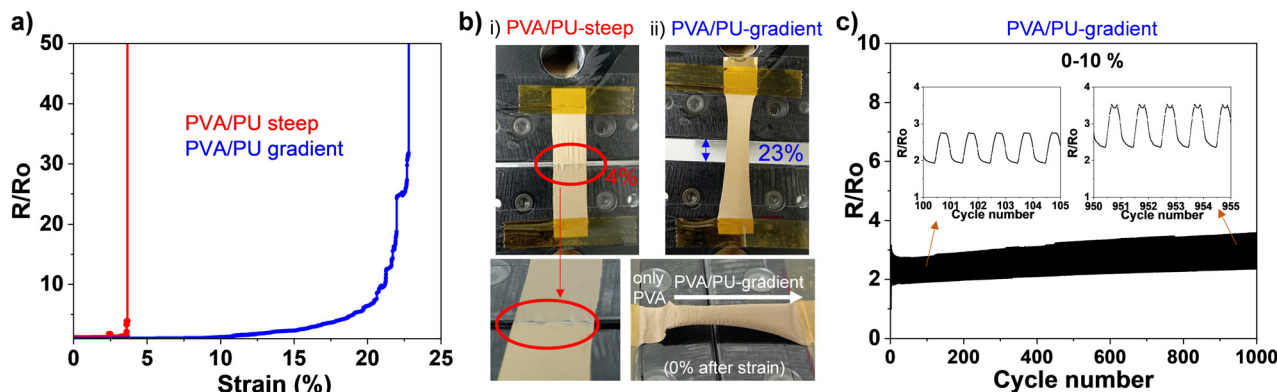 a)
50
40
30
20
10
R/Ro
PVA/PU steep
PVA/PU gradient
0
5
10
15
20
25
Strain (%)
b)
i) PVA/PU-steep
ii) PVA/PU-gradient
4%
23%
only
PVA
PVA/PU-gradient
(0% after strain)
c)
PVA/PU-gradient
0-10 %
10
8
6
4
2
0
R/Ro
4
3
2
1
R/Ro
100 101 102 103 104 105
Cycle number
4
3
2
1
R/Ro
950 951 952 953 954 955
Cycle number
0 200 400 600 800 1000
Cycle number